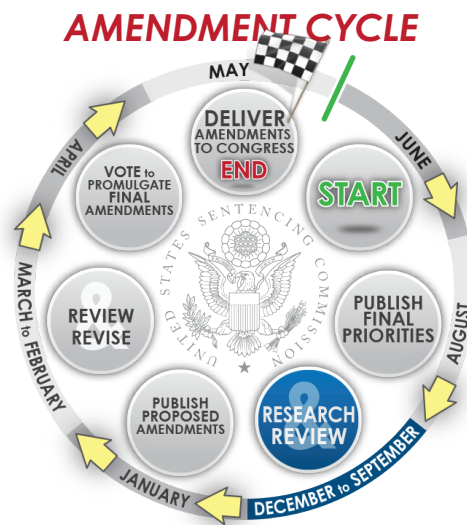 AMENDMENT CYCLE
MAY
DELIVER
AMENDMENTS
TO CONGRESS
END
JUNE
START
AUGUST
PUBLISH
FINAL
PRIORITIES
DECEMBER to SEPTEMBER
&
RESEARCH
REVIEW
JANUARY
PUBLISH
PROPOSED
AMENDMENTS
MARCH to FEBRUARY
&
REVIEW
REVISE
APRIL
VOTE to
PROMULGATE
FINAL
AMENDMENTS
UNITED STATES SENTENCING COMMISSION